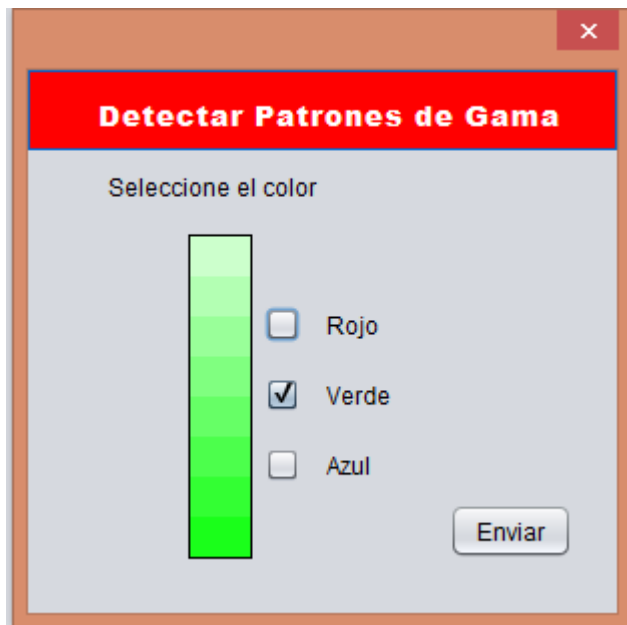 Detectar Patrones de Gama
Seleccione el color
Rojo
Verde
Azul
Enviar